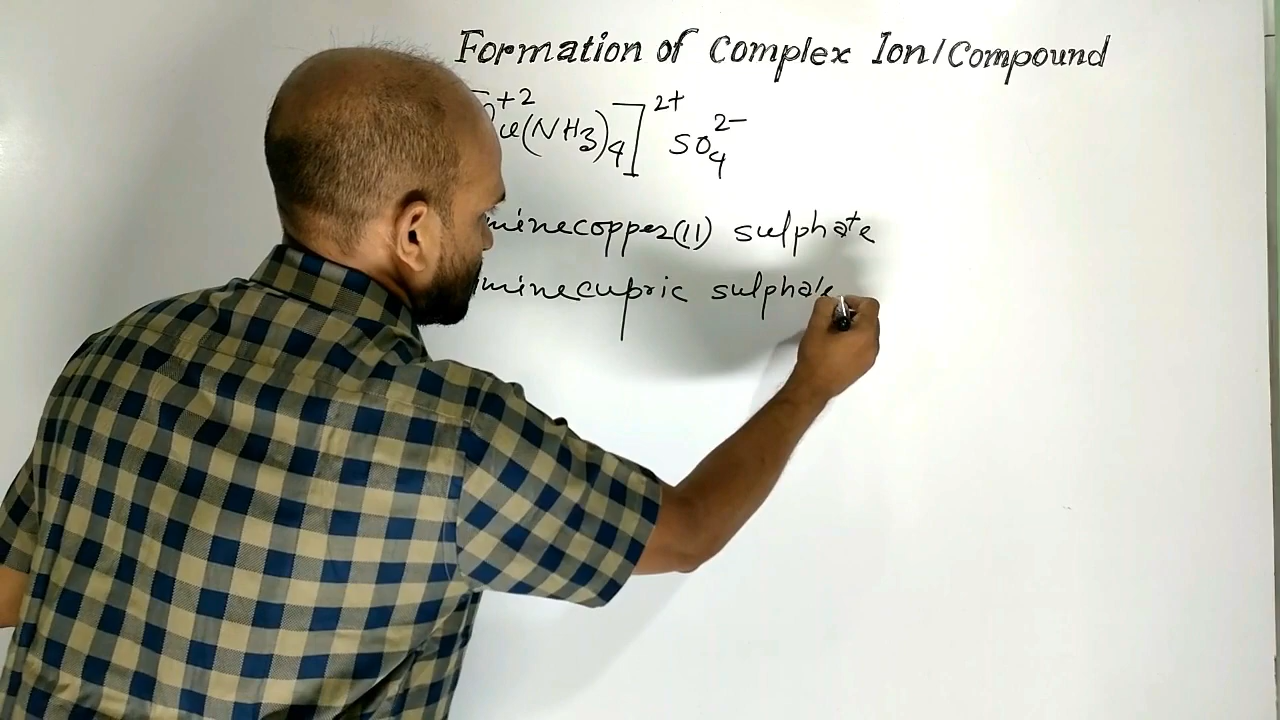 Formation of Complex Ion/Compound
u(NH3)4]2+ SO4 2-
+2
minecopper(II) sulphate
minecupric sulphate